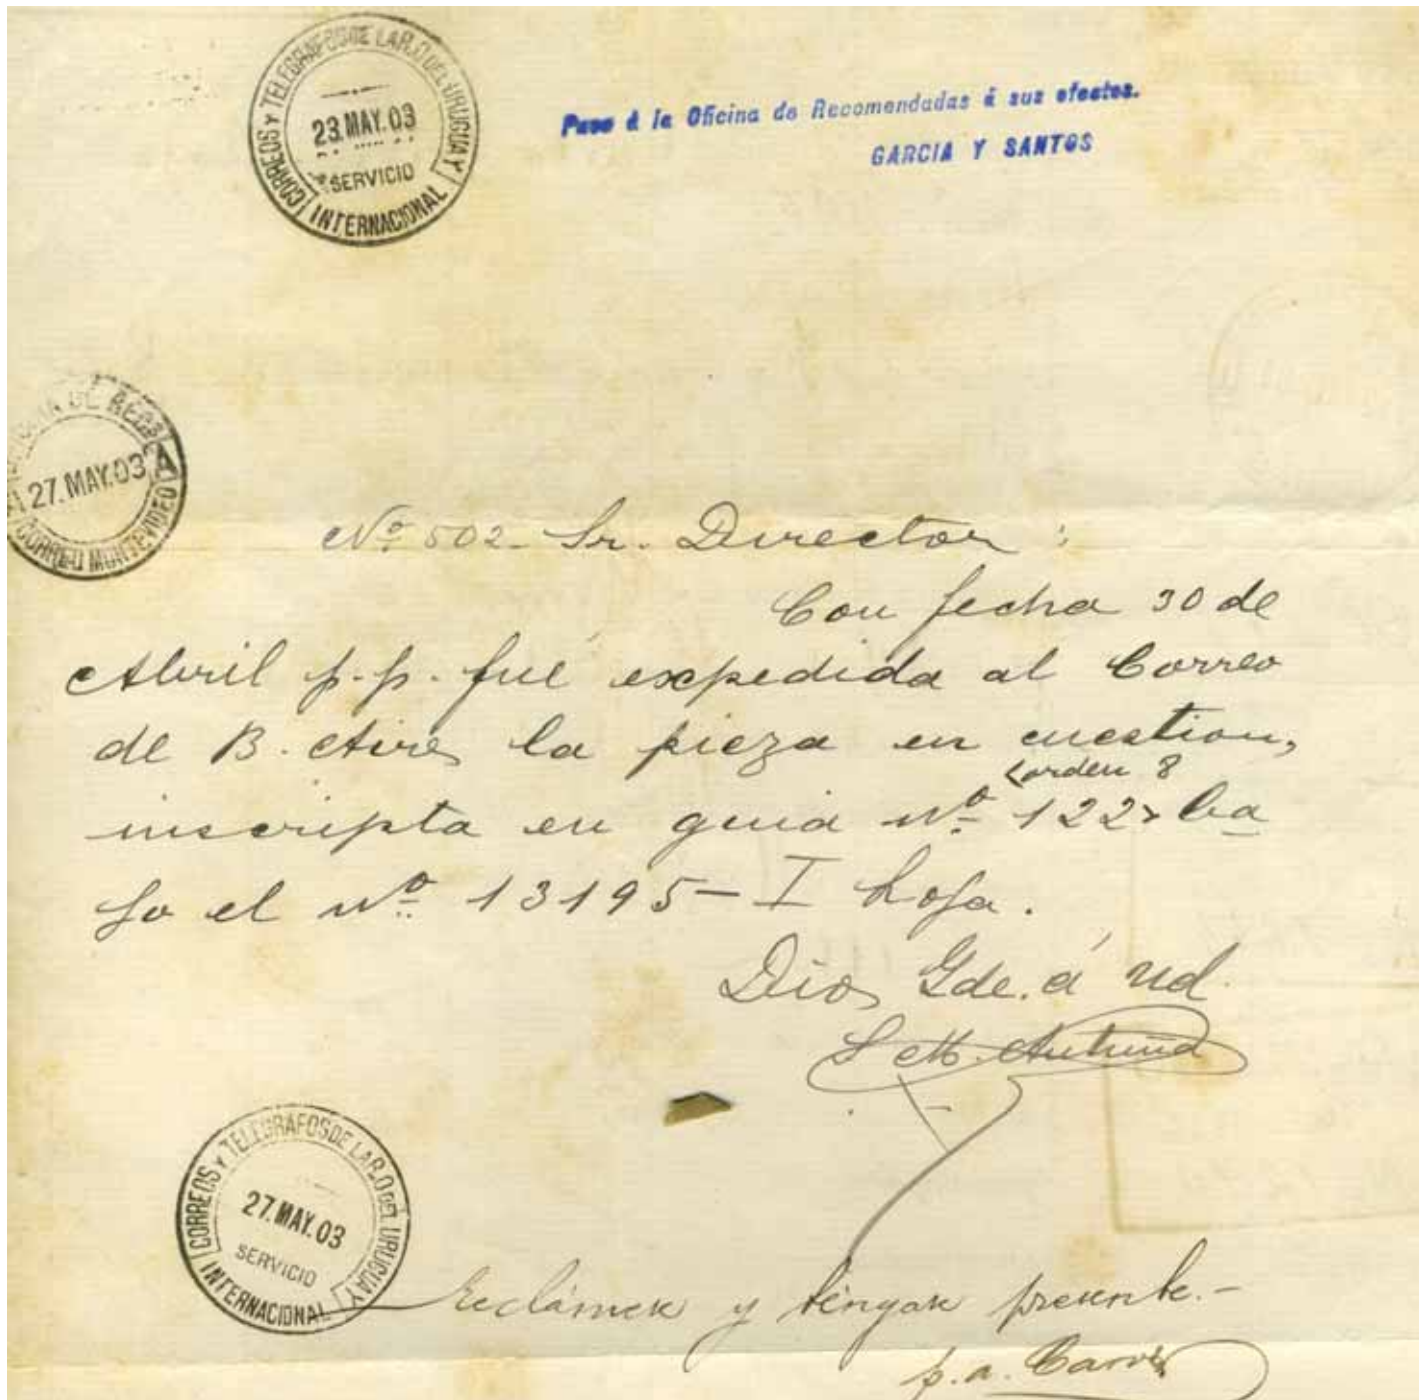 CORREOS Y TELEGRAFOS DE LA R.O DEL URUGUAY
23.MAY.03
SERVICIO
INTERNACIONAL
Pase á la Oficina de Recomendadas á sus efectos.
GARCIA Y SANTOS
27.MAY.03
A
CORREO MONTEVIDEO
Nº 502 - Sr. Director :
Con fecha 30 de
Abril p.p. fué expedida al Correo
de B. Aires la pieza en cuestion,
<orden 8
inscripta en guia nº 122> ba
jo el nº 13195 - I hoja.
Dios Gde. á Ud.
CORREOS Y TELEGRAFOS DE LA R.O DEL URUGUAY
27.MAY.03
SERVICIO
INTERNACIONAL
Reclámese y téngase presente.-
p.a.